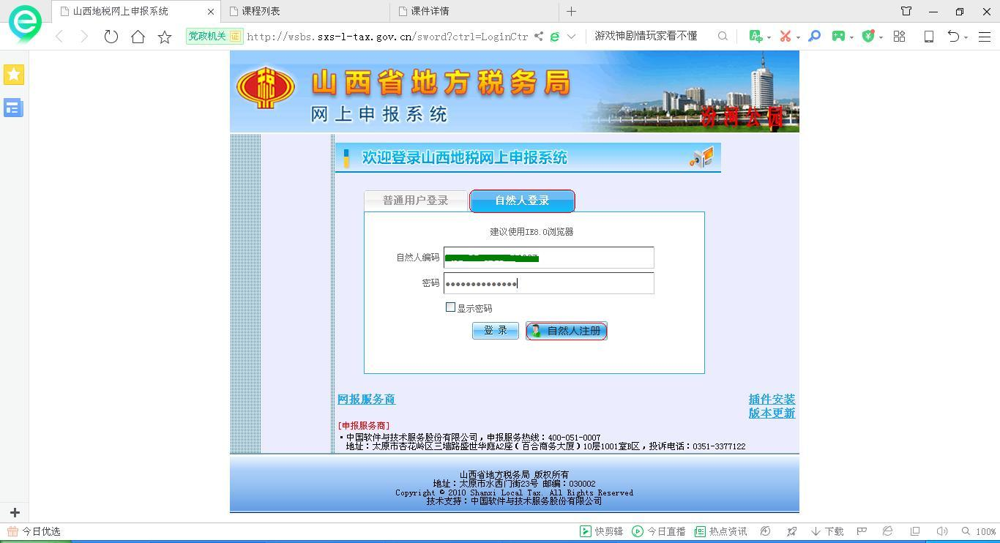 山西地税网上申报系统
课程列表
课件详情
党政机关 证
http://wsbs.sxs-l-tax.gov.cn/sword?ctrl=LoginCtr
游戏神剧情玩家看不懂
山西省地方税务局
网上申报系统
汾河公园
欢迎登录山西地税网上申报系统
普通用户登录
自然人登录
建议使用IE8.0浏览器
自然人编码
密码
显示密码
登 录
自然人注册
网报服务商
插件安装
版本更新
[申报服务商]
·中国软件与技术服务股份有限公司，申报服务热线：400-051-0007
地址：太原市杏花岭区三墙路盛世华庭A2座（百合商务大厦）10层1001室B区，投诉电话：0351-3377122
山西省地方税务局 版权所有
地址：太原市水西门街23号 邮编：030002
Copyright © 2010 Shanxi Local Tax. All Rights Reserved
技术支持：中国软件与技术服务股份有限公司
今日优选
快剪辑
今日直播
热点资讯
下载
100%